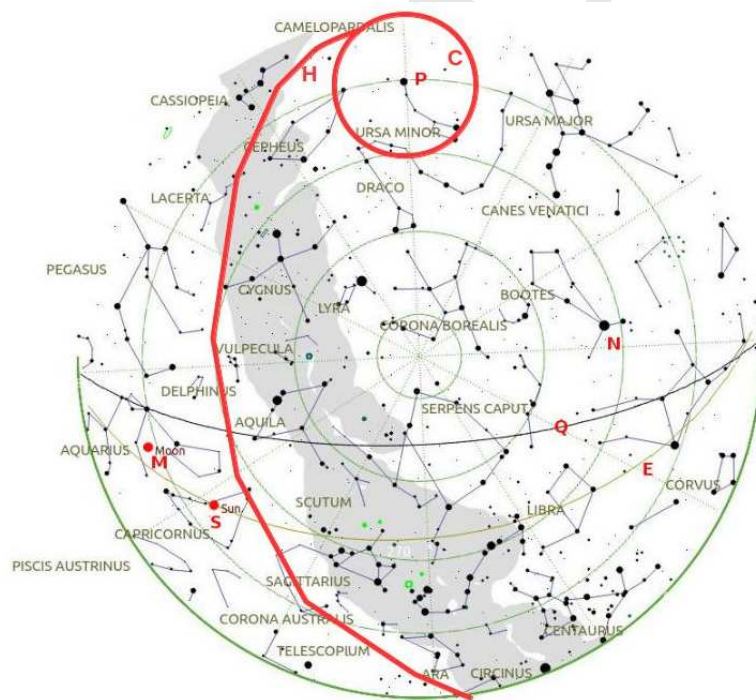 CAMELOPARDALIS
H
C
P
CASSIOPEIA
URSA MAJOR
URSA MINOR
CEPHEUS
DRACO
LACERTA
CANES VENATICI
PEGASUS
CYGNUS
BOOTES
LYRA
CORONA BOREALIS
N
VULPECULA
DELPHINUS
SERPENS CAPUT
AQUILA
Q
AQUARIUS
Moon
M
E
CORVUS
SCUTUM
LIBRA
Sun
S
CAPRICORNUS
270
PISCIS AUSTRINUS
SAGITTARIUS
CORONA AUSTRALIS
CENTAURUS
TELESCOPIUM
ARA
CIRCINUS